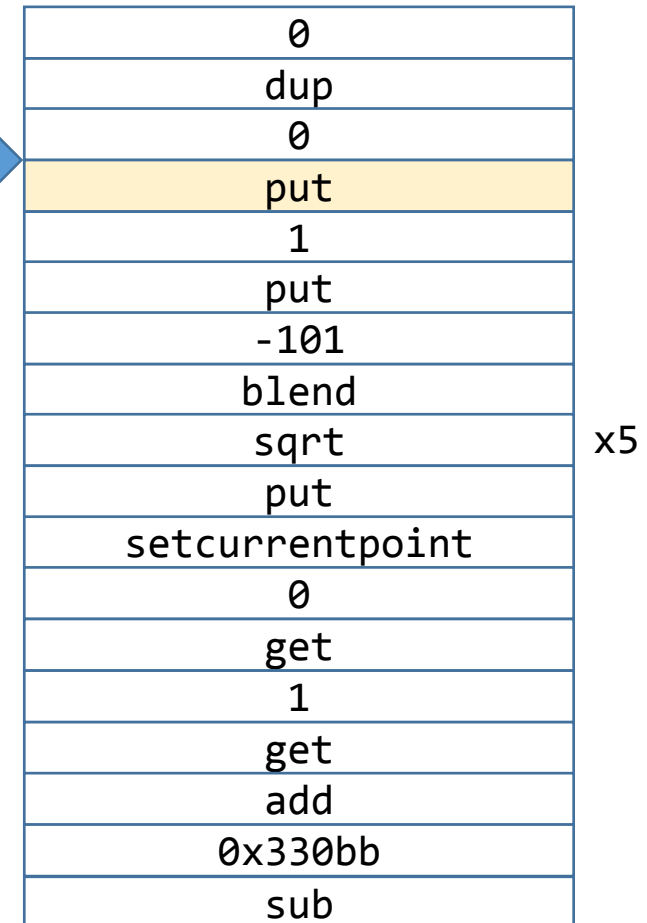 0
dup
0
put
1
put
-101
blend
sqrt x5
put
setcurrentpoint
0
get
1
get
add
0x330bb
sub